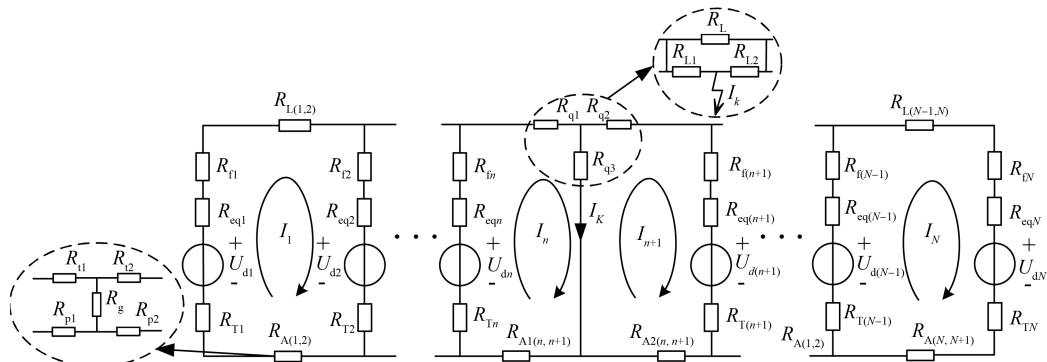 R_L
R_L1 R_L2
I_k
R_L(1,2)
R_q1 R_q2
R_L(N−1,N)
R_f1 R_f2 R_fn R_q3 R_f(n+1) R_f(N−1) R_fN
R_eq1 R_eq2 R_eqn I_K R_eq(n+1) R_eq(N−1) R_eqN
I_1 I_n I_n+1 I_N
+ + + + + +
U_d1 U_d2 · · · U_dn U_d(n+1) · · · U_d(N−1) U_dN
- - - - - -
R_t1 R_t2
R_g
R_p1 R_p2
R_T1 R_T2 R_Tn R_T(n+1) R_T(N−1) R_TN
R_A(1,2) R_A1(n, n+1) R_A2(n, n+1) R_A(1,2) R_A(N, N+1)